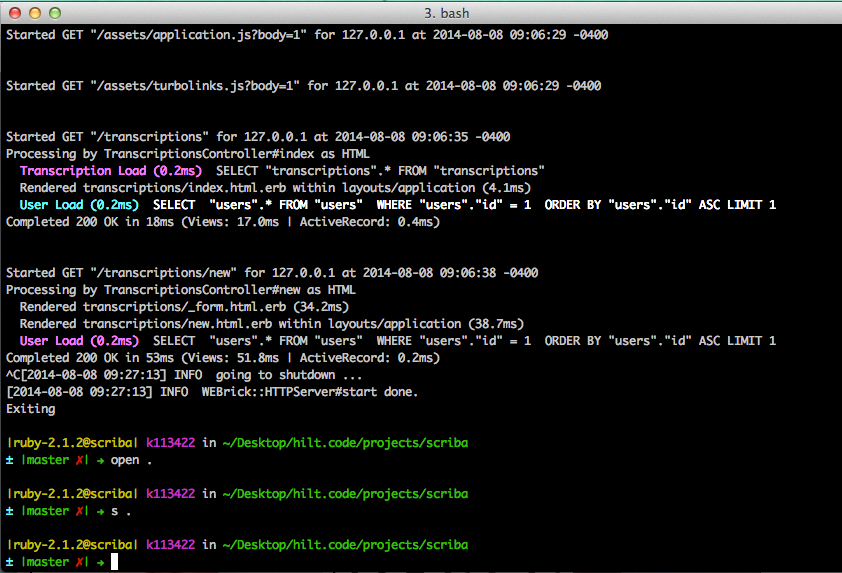 3. bash
Started GET "/assets/application.js?body=1" for 127.0.0.1 at 2014-08-08 09:06:29 -0400
Started GET "/assets/turbolinks.js?body=1" for 127.0.0.1 at 2014-08-08 09:06:29 -0400
Started GET "/transcriptions" for 127.0.0.1 at 2014-08-08 09:06:35 -0400
Processing by TranscriptionsController#index as HTML
  Transcription Load (0.2ms)  SELECT "transcriptions".* FROM "transcriptions"
  Rendered transcriptions/index.html.erb within layouts/application (4.1ms)
  User Load (0.2ms)  SELECT  "users".* FROM "users"  WHERE "users"."id" = 1  ORDER BY "users"."id" ASC LIMIT 1
Completed 200 OK in 18ms (Views: 17.0ms | ActiveRecord: 0.4ms)
Started GET "/transcriptions/new" for 127.0.0.1 at 2014-08-08 09:06:38 -0400
Processing by TranscriptionsController#new as HTML
  Rendered transcriptions/_form.html.erb (34.2ms)
  Rendered transcriptions/new.html.erb within layouts/application (38.7ms)
  User Load (0.2ms)  SELECT  "users".* FROM "users"  WHERE "users"."id" = 1  ORDER BY "users"."id" ASC LIMIT 1
Completed 200 OK in 53ms (Views: 51.8ms | ActiveRecord: 0.2ms)
^C[2014-08-08 09:27:13] INFO  going to shutdown ...
[2014-08-08 09:27:13] INFO  WEBrick::HTTPServer#start done.
Exiting
|ruby-2.1.2@scriba| k113422 in ~/Desktop/hilt.code/projects/scriba
± |master ✗| → open .
|ruby-2.1.2@scriba| k113422 in ~/Desktop/hilt.code/projects/scriba
± |master ✗| → s .
|ruby-2.1.2@scriba| k113422 in ~/Desktop/hilt.code/projects/scriba
± |master ✗| →